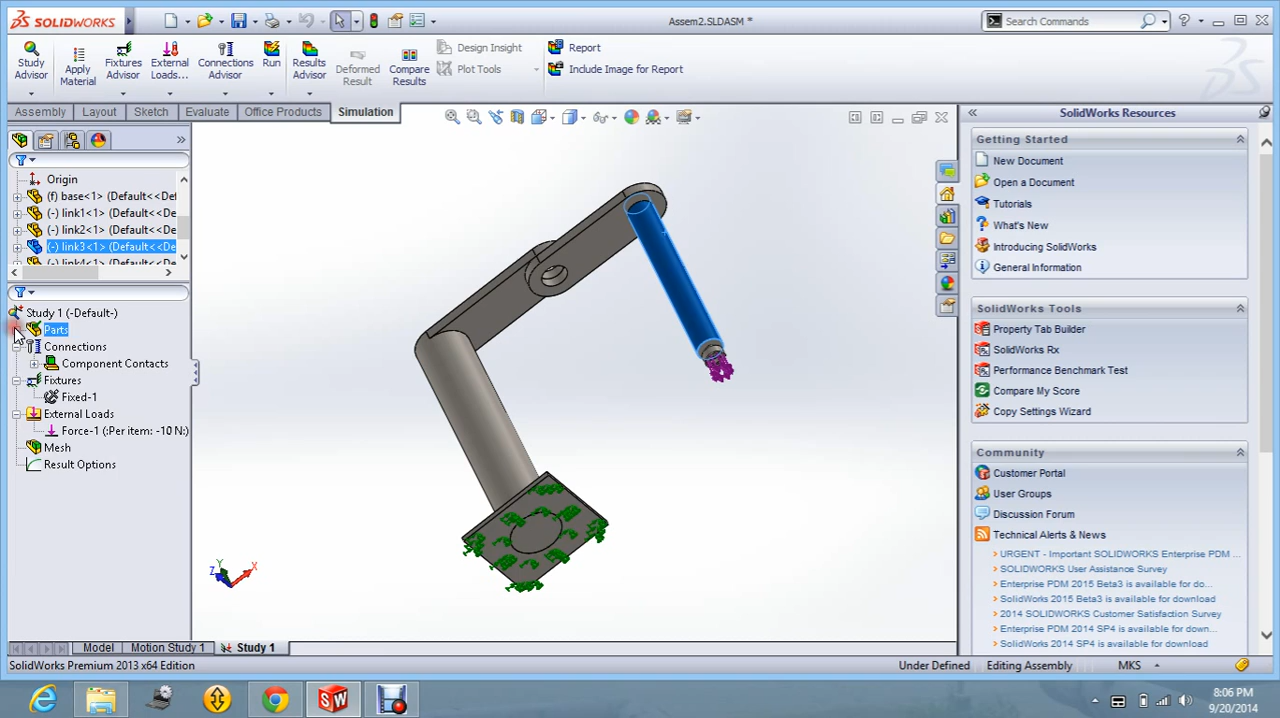 SOLIDWORKS
Assem2.SLDASM *
Search Commands
Study Advisor
Apply Material
Fixtures Advisor
External Loads...
Connections Advisor
Run
Results Advisor
Deformed Result
Compare Results
Design Insight
Plot Tools
Report
Include Image for Report
Assembly
Layout
Sketch
Evaluate
Office Products
Simulation
Origin
(f) base<1> (Default<<Def
(-) link1<1> (Default<<De
(-) link2<1> (Default<<De
(-) link3<1> (Default<<De
(-) link4<1> (Default<<De
Study 1 (-Default-)
Parts
Connections
Component Contacts
Fixtures
Fixed-1
External Loads
Force-1 (:Per item: -10 N:)
Mesh
Result Options
Y
Z
X
SolidWorks Resources
Getting Started
New Document
Open a Document
Tutorials
What's New
Introducing SolidWorks
General Information
SolidWorks Tools
Property Tab Builder
SolidWorks Rx
Performance Benchmark Test
Compare My Score
Copy Settings Wizard
Community
Customer Portal
User Groups
Discussion Forum
Technical Alerts & News
URGENT - Important SOLIDWORKS Enterprise PDM ...
SOLIDWORKS User Assistance Survey
Enterprise PDM 2015 Beta3 is available for do...
SolidWorks 2015 Beta3 is available for download
2014 SOLIDWORKS Customer Satisfaction Survey
Enterprise PDM 2014 SP4 is available for down...
SolidWorks 2014 SP4 is available for download
Model
Motion Study 1
Study 1
SolidWorks Premium 2013 x64 Edition
Under Defined
Editing Assembly
MKS
8:06 PM
9/20/2014